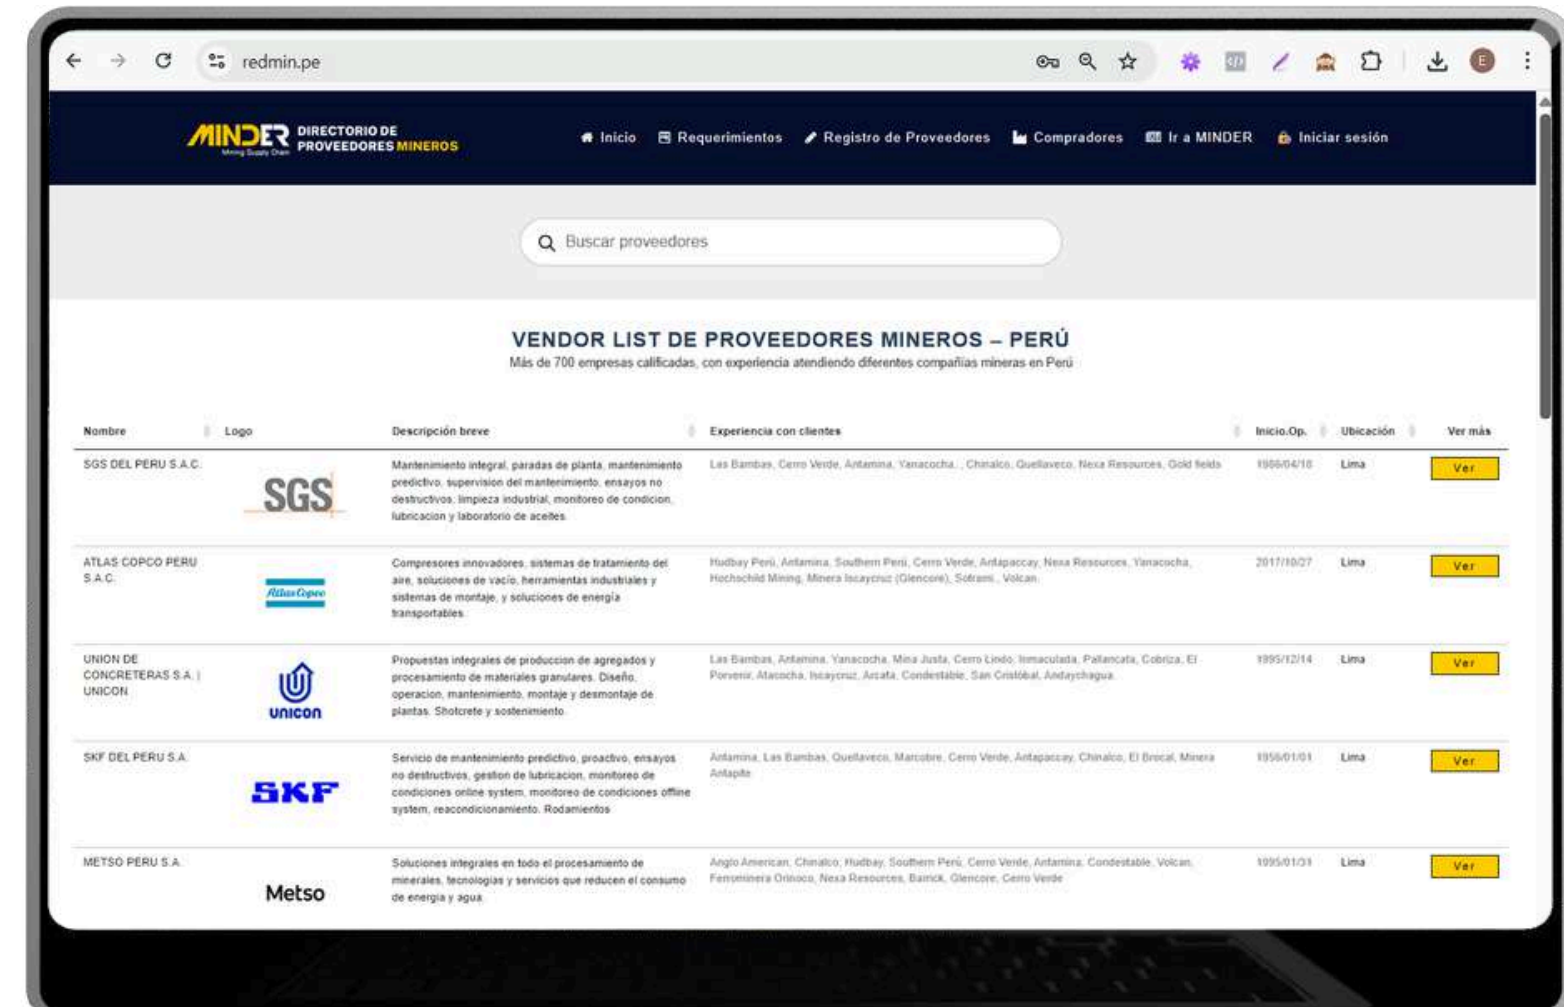 redmin.pe
E
MINDER
Mining Supply Chain
DIRECTORIO DE
PROVEEDORES MINEROS
Inicio
Requerimientos
Registro de Proveedores
Compradores
Ir a MINDER
Iniciar sesión
Buscar proveedores
VENDOR LIST DE PROVEEDORES MINEROS – PERÚ
Más de 700 empresas calificadas, con experiencia atendiendo diferentes compañías mineras en Perú
Nombre Logo Descripción breve Experiencia con clientes Inicio.Op. Ubicación Ver más
SGS DEL PERU S.A.C.
SGS
Mantenimiento integral, paradas de planta, mantenimiento
predictivo, supervision del mantenimiento, ensayos no
destructivos, limpieza industrial, monitoreo de condicion,
lubricacion y laboratorio de aceites.
Las Bambas, Cerro Verde, Antamina, Yanacocha, , Chinalco, Quellaveco, Nexa Resources, Gold fields
1986/04/18
Lima
Ver
ATLAS COPCO PERU
S.A.C.
Atlas Copco
Compresores innovadores, sistemas de tratamiento del
aire, soluciones de vacío, herramientas industriales y
sistemas de montaje, y soluciones de energía
transportables.
Hudbay Perú, Antamina, Southern Perú, Cerro Verde, Antapaccay, Nexa Resources, Yanacocha,
Hochschild Mining, Minera Iscaycruz (Glencore), Sotrami , Volcan.
2017/10/27
Lima
Ver
UNION DE
CONCRETERAS S.A. |
UNICON
UNICON
Propuestas integrales de produccion de agregados y
procesamiento de materiales granulares. Diseño,
operacion, mantenimiento, montaje y desmontaje de
plantas. Shotcrete y sostenimiento
Las Bambas, Antamina, Yanacocha, Mina Justa, Cerro Lindo, Inmaculada, Pallancata, Cobriza, El
Porvenir, Atacocha, Iscaycruz, Arcata, Condestable, San Cristóbal, Andaychagua.
1995/12/14
Lima
Ver
SKF DEL PERU S.A.
SKF
Servicio de mantenimiento predictivo, proactivo, ensayos
no destructivos, gestion de lubricacion, monitoreo de
condiciones online system, monitoreo de condiciones offline
system, reacondicionamiento. Rodamientos
Antamina, Las Bambas, Quellaveco, Marcobre, Cerro Verde, Antapaccay, Chinalco, El Brocal, Minera
Antapite
1956/01/01
Lima
Ver
METSO PERU S.A.
Metso
Soluciones integrales en todo el procesamiento de
minerales, tecnologías y servicios que reducen el consumo
de energía y agua.
Anglo American, Chinalco, Hudbay, Southern Perú, Cerro Verde, Antamina, Condestable, Volcan,
Ferrominera Orinoco, Nexa Resources, Barrick, Glencore, Cerro Verde
1995/01/31
Lima
Ver